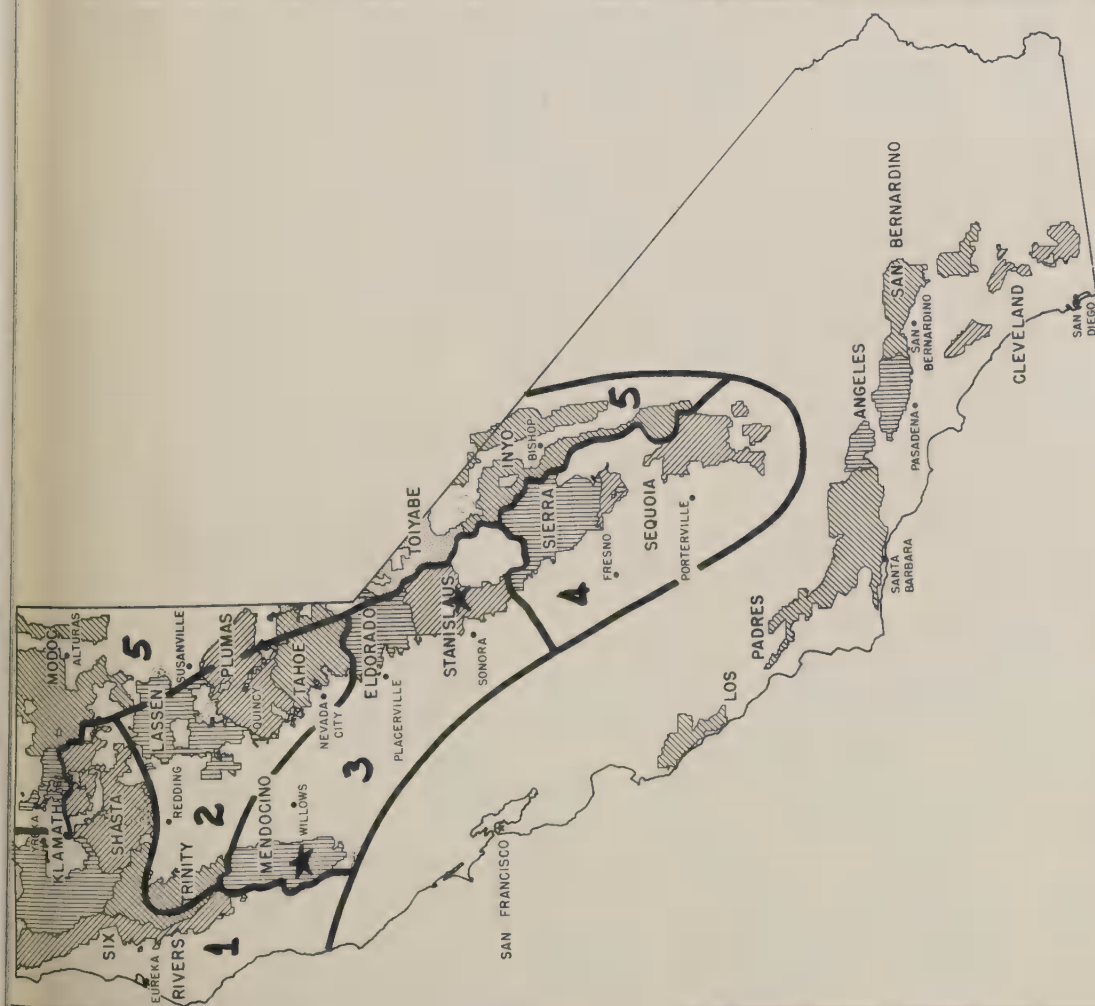 MODOC
ALTURAS
5
YREKA
KLAMATH
SHASTA
LASSEN
SUSANVILLE
PLUMAS
QUINCY
SIX
RIVERS
EUREKA
1
TRINITY
REDDING
2
TAHOE
NEVADA
CITY
MENDOCINO
WILLOWS
3
ELDORADO
PLACERVILLE
TOIYABE
STANISLAUS
SONORA
INYO
BISHOP
5
SIERRA
FRESNO
4
SEQUOIA
PORTERVILLE
SAN FRANCISCO
LOS
PADRES
SANTA
BARBARA
ANGELES
PASADENA
SAN BERNARDINO
SAN
BERNARDINO
CLEVELAND
SAN
DIEGO